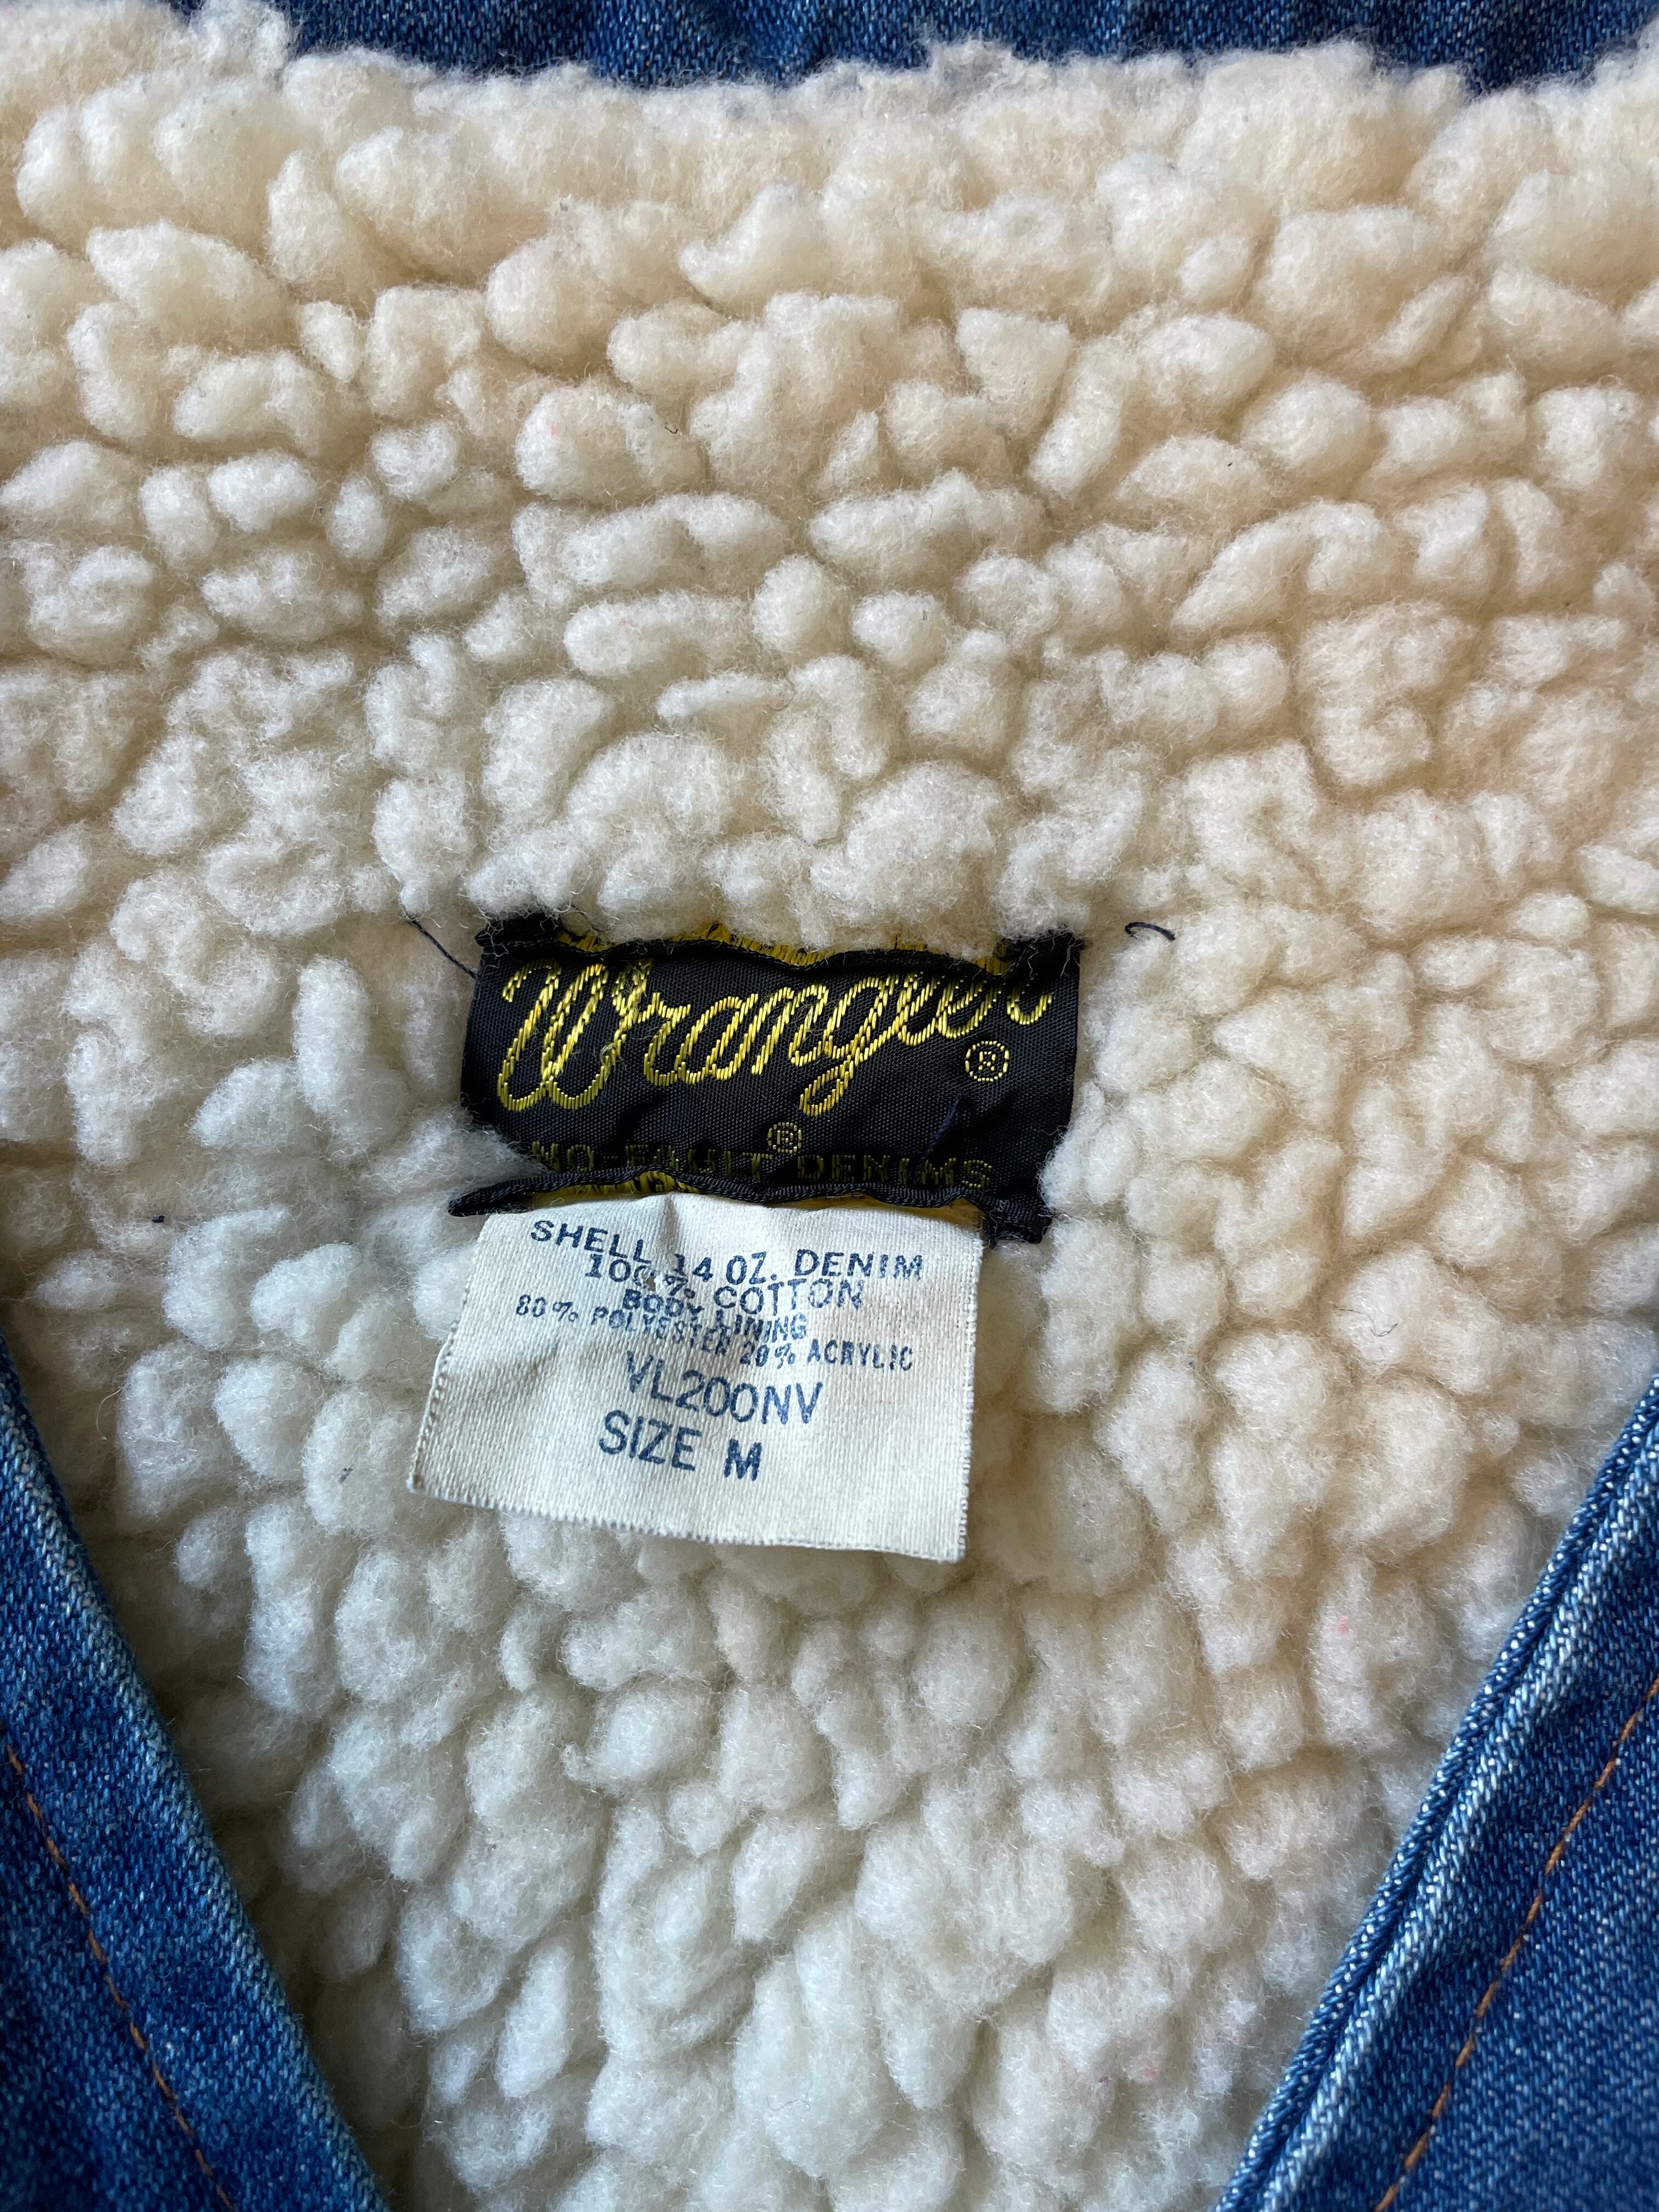 Wrangler®
®
NO-FAULT DENIMS
SHELL 14 OZ. DENIM
100% COTTON
BODY LINING
80% POLYESTER 20% ACRYLIC
VL200NV
SIZE M